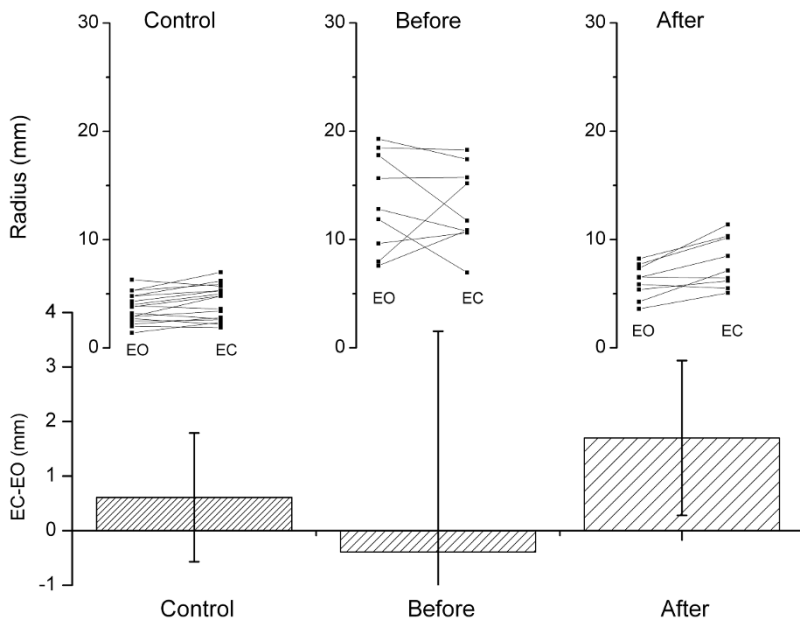 Control
Before
After
30
20
10
0
Radius (mm)
EO
EC
30
20
10
0
EO
EC
30
20
10
0
EO
EC
4
3
2
1
0
-1
EC-EO (mm)
Control
Before
After